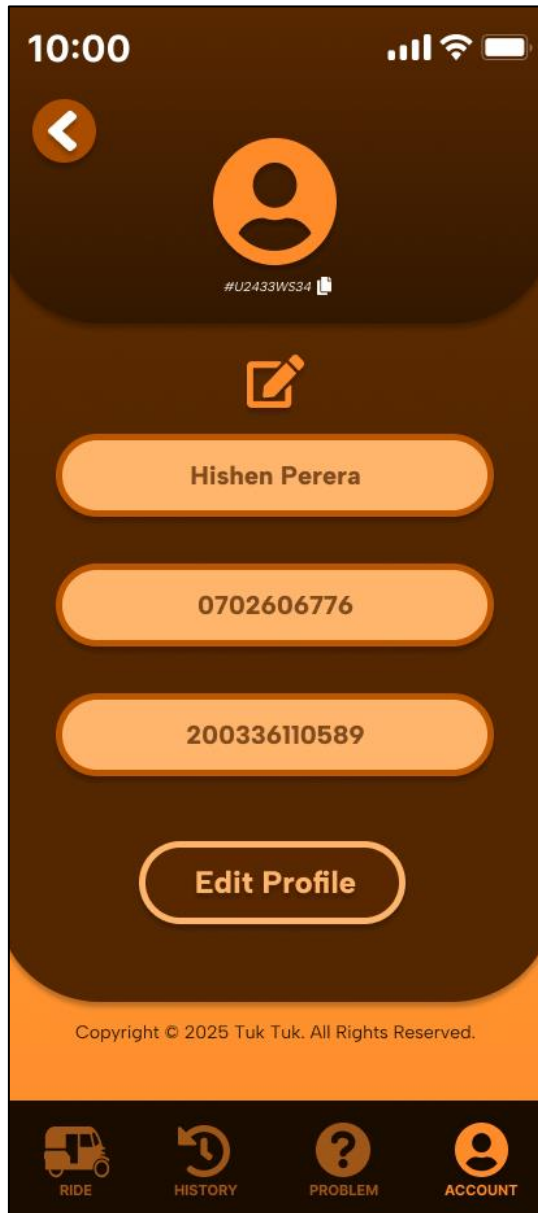 10:00
#U2433WS34
Hishen Perera
0702606776
200336110589
Edit Profile
Copyright © 2025 Tuk Tuk. All Rights Reserved.
RIDE HISTORY PROBLEM ACCOUNT